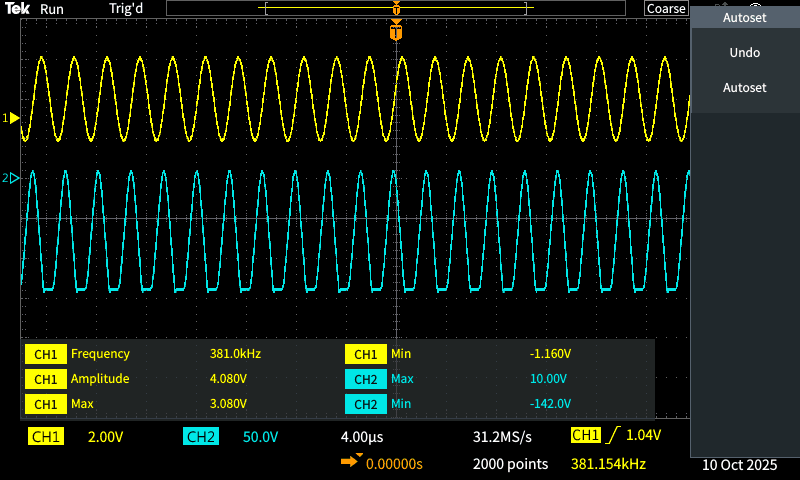 Tek Run Trig'd T Coarse Autoset
T
Undo
Autoset
1
2
CH1 Frequency 381.0kHz CH1 Min -1.160V
CH1 Amplitude 4.080V CH2 Max 10.00V
CH1 Max 3.080V CH2 Min -142.0V
CH1 2.00V CH2 50.0V 4.00µs 31.2MS/s CH1 1.04V
0.00000s 2000 points 381.154kHz 10 Oct 2025